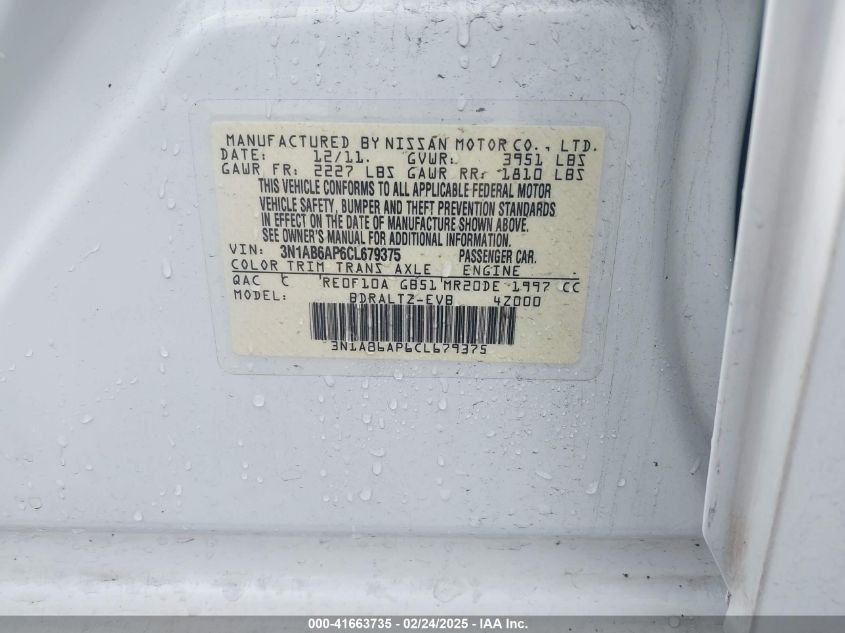 MANUFACTURED BY NISSAN MOTOR CO., LTD.
DATE: 12/11. GVWR: 3951 LBS
GAWR FR: 2227 LBS GAWR RR: 1810 LBS
THIS VEHICLE CONFORMS TO ALL APPLICABLE FEDERAL MOTOR
VEHICLE SAFETY, BUMPER AND THEFT PREVENTION STANDARDS
IN EFFECT ON THE DATE OF MANUFACTURE SHOWN ABOVE.
SEE OWNER'S MANUAL FOR ADDITIONAL INFORMATION
VIN: 3N1AB6AP6CL679375 PASSENGER CAR.
COLOR TRIM TRANS AXLE ENGINE
QAC C RE0F10A GB51 MR20DE 1997 CC
MODEL: BDRALTZ-EVB 4Z000
3N1AB6AP6CL679375
000-41663735 - 02/24/2025 - IAA Inc.